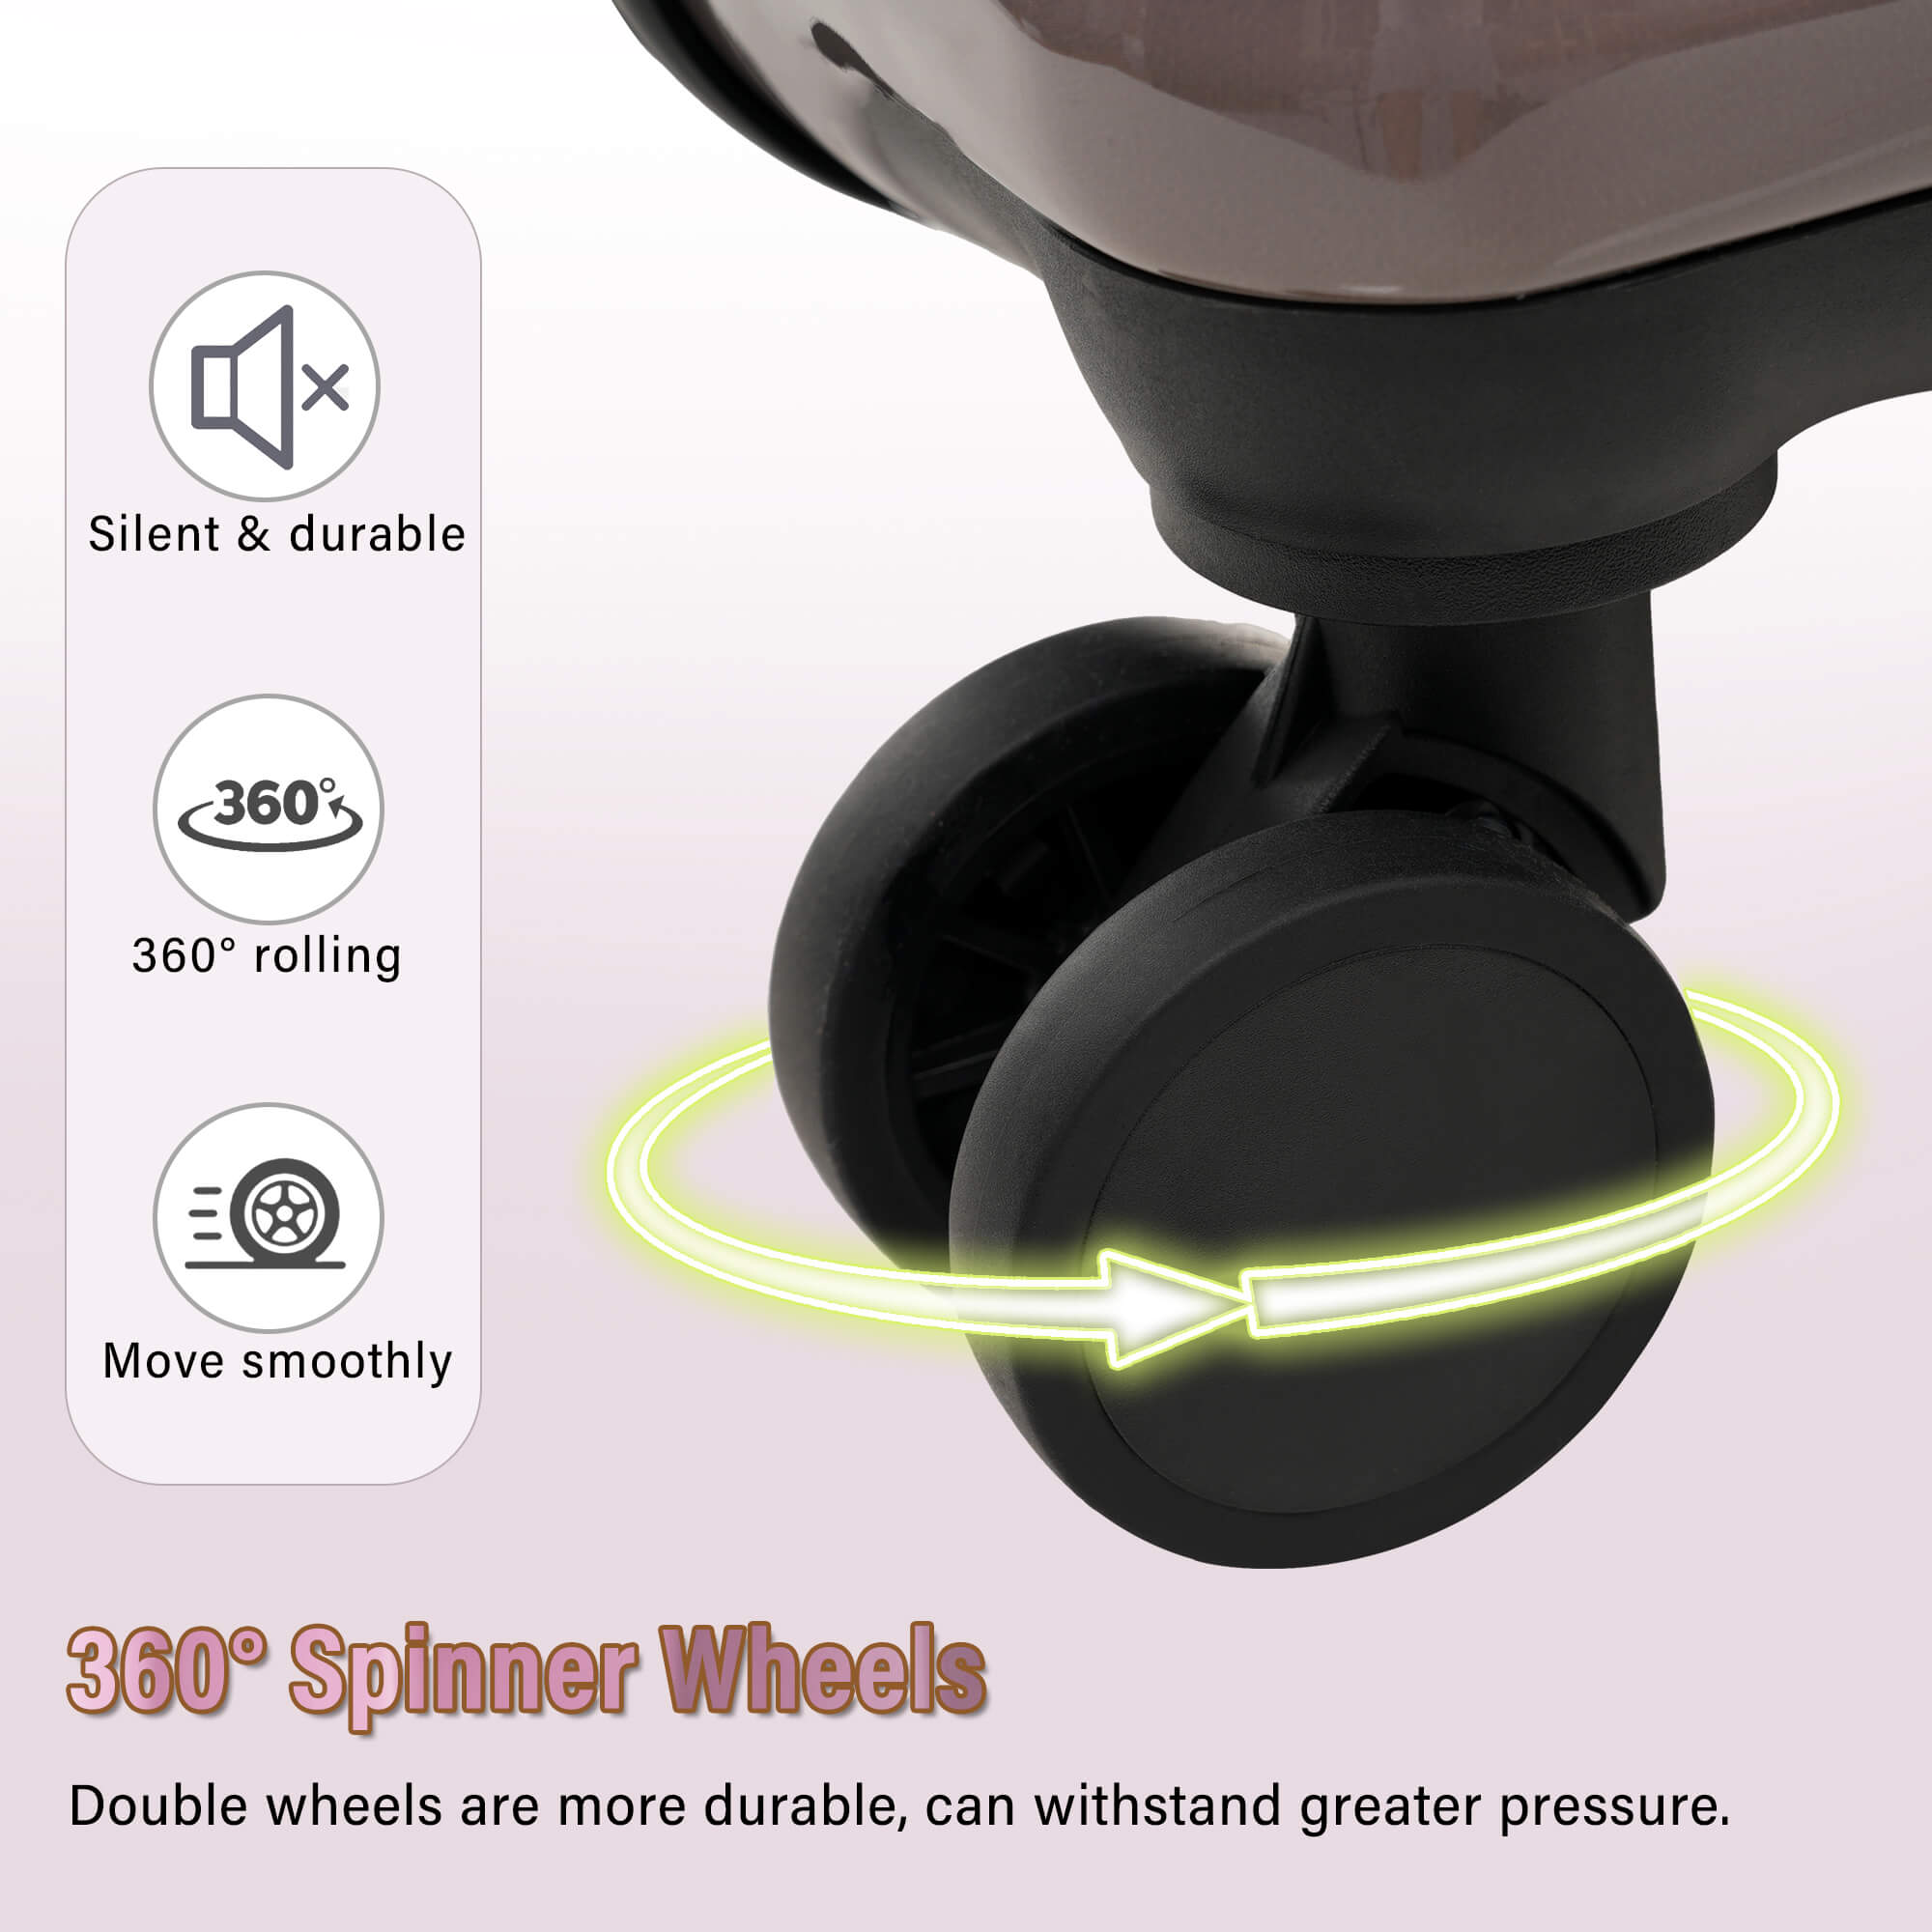 Silent & durable
360°
360° rolling
Move smoothly
360° Spinner Wheels
Double wheels are more durable, can withstand greater pressure.